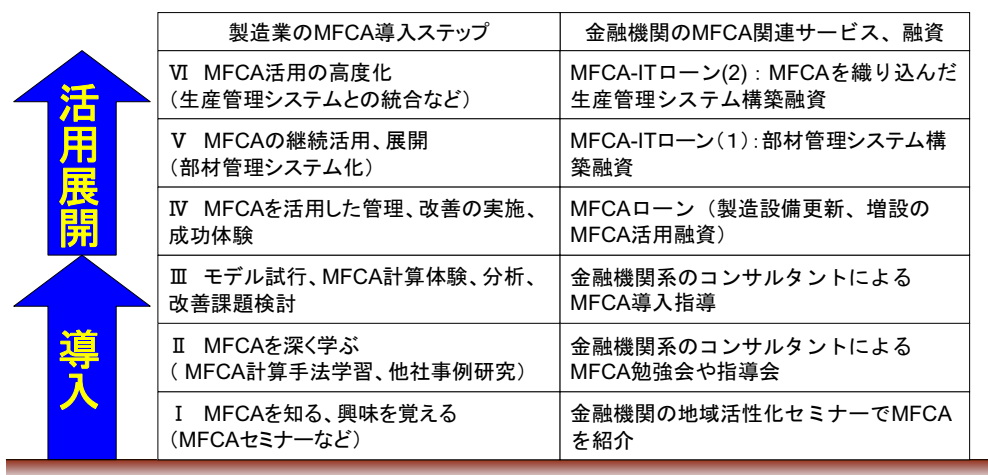 製造業のMFCA導入ステップ
金融機関のMFCA関連サービス、融資
活用展開
Ⅵ MFCA活用の高度化
（生産管理システムとの統合など）
MFCA-ITローン(2)：MFCAを織り込んだ
生産管理システム構築融資
Ⅴ MFCAの継続活用、展開
（部材管理システム化）
MFCA-ITローン（１）：部材管理システム構
築融資
Ⅳ MFCAを活用した管理、改善の実施、
成功体験
MFCAローン（製造設備更新、増設の
MFCA活用融資）
導入
Ⅲ モデル試行、MFCA計算体験、分析、
改善課題検討
金融機関系のコンサルタントによる
MFCA導入指導
Ⅱ MFCAを深く学ぶ
（ MFCA計算手法学習、他社事例研究）
金融機関系のコンサルタントによる
MFCA勉強会や指導会
Ⅰ MFCAを知る、興味を覚える
（MFCAセミナーなど）
金融機関の地域活性化セミナーでMFCA
を紹介